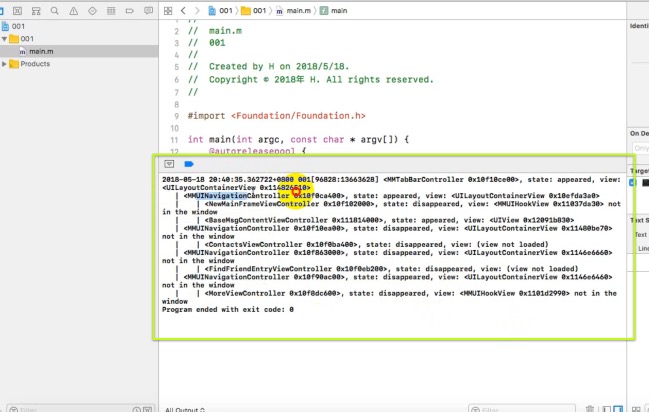 001
001
main.m
Products
001
001
main.m
main
//
// main.m
// 001
//
// Created by H on 2018/5/18.
// Copyright © 2018年 H. All rights reserved.
//
#import <Foundation/Foundation.h>
int main(int argc, const char * argv[]) {
@autoreleasepool {
2018-05-18 20:40:35.362722+0800 001[96828:13663628] <MMTabBarController 0x10f10ce00>, state: appeared, view:
<UILayoutContainerView 0x114826510>
| <MMUINavigationController 0x10f0ca400>, state: appeared, view: <UILayoutContainerView 0x10efda3a0>
| | <NewMainFrameViewController 0x10f102000>, state: disappeared, view: <MMUIHookView 0x11037da30> not
in the window
| | <BaseMsgContentViewController 0x111814000>, state: appeared, view: <UIView 0x12091b830>
| <MMUINavigationController 0x10f10ea00>, state: disappeared, view: <UILayoutContainerView 0x11480be70>
not in the window
| | <ContactsViewController 0x10f0ba400>, state: disappeared, view: (view not loaded)
| <MMUINavigationController 0x10f863000>, state: disappeared, view: <UILayoutContainerView 0x1146e6660>
not in the window
| | <FindFriendEntryViewController 0x10f0eb200>, state: disappeared, view: (view not loaded)
| <MMUINavigationController 0x10f90ac00>, state: disappeared, view: <UILayoutContainerView 0x1146e6460>
not in the window
| | <MoreViewController 0x10f8dc600>, state: disappeared, view: <MMUIHookView 0x1101d2990> not in the
window
Program ended with exit code: 0
Filter
All Output
Filter
Identi
On De
Only
Target
Text S
Text
Line
1
2
3
4
5
6
7
8
9
10
11
12